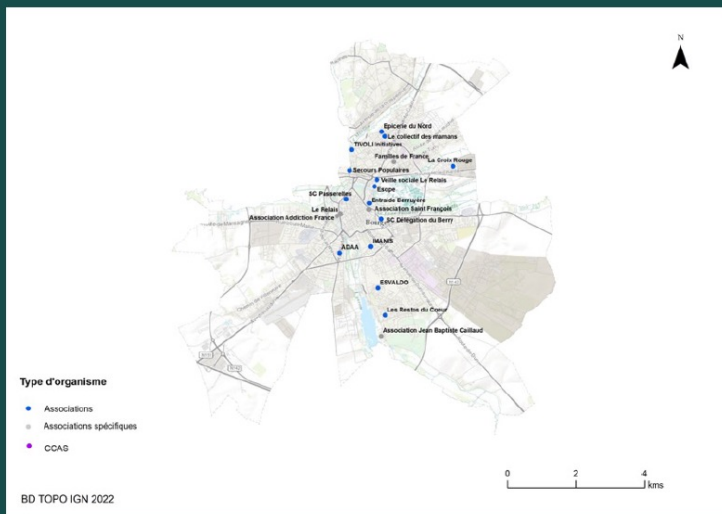 N
Epicerie du Nord
Le collectif des mamans
TIVOLI Initiatives
Familles de France
La Croix Rouge
Secours Populaires
Veille sociale Le Relais
Escpe
SC Passerelles
Entraide Berruyère
Le Relais
Association Saint François
Association Addiction France
SC Délégation du Berry
IMANIS
ADAA
ESVALDO
Les Restos du Coeur
Association Jean Baptiste Caillaud
Type d'organisme
Associations
Associations spécifiques
CCAS
0 2 4
kms
BD TOPO IGN 2022